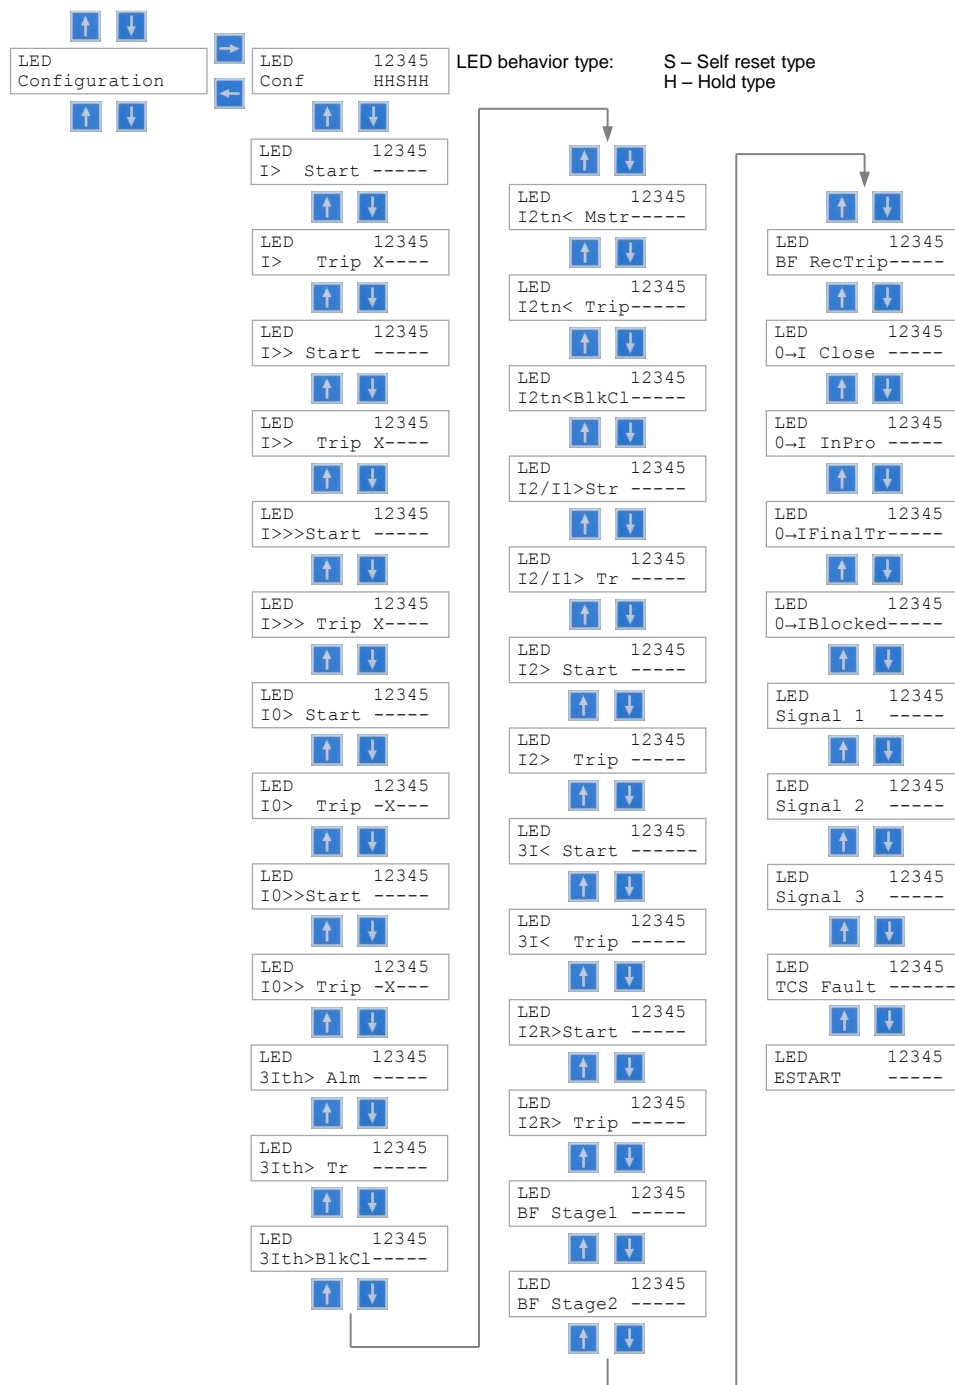 LED
Configuration
LED 12345
Conf HHSHH
LED behavior type: S – Self reset type
H – Hold type
LED 12345
I> Start -----
LED 12345
I> Trip X----
LED 12345
I>> Start -----
LED 12345
I>> Trip X----
LED 12345
I>>>Start -----
LED 12345
I>>> Trip X----
LED 12345
I0> Start -----
LED 12345
I0> Trip -X---
LED 12345
I0>>Start -----
LED 12345
I0>> Trip -X---
LED 12345
3Ith> Alm -----
LED 12345
3Ith> Tr -----
LED 12345
3Ith>BlkCl-----
LED 12345
I2tn< Mstr-----
LED 12345
I2tn< Trip-----
LED 12345
I2tn<BlkCl-----
LED 12345
I2/I1>Str -----
LED 12345
I2/I1> Tr -----
LED 12345
I2> Start -----
LED 12345
I2> Trip -----
LED 12345
3I< Start ------
LED 12345
3I< Trip -----
LED 12345
I2R>Start -----
LED 12345
I2R> Trip -----
LED 12345
BF Stage1 -----
LED 12345
BF Stage2 -----
LED 12345
BF RecTrip-----
LED 12345
0→I Close -----
LED 12345
0→I InPro -----
LED 12345
0→IFinalTr-----
LED 12345
0→IBlocked-----
LED 12345
Signal 1 -----
LED 12345
Signal 2 -----
LED 12345
Signal 3 -----
LED 12345
TCS Fault ------
LED 12345
ESTART -----